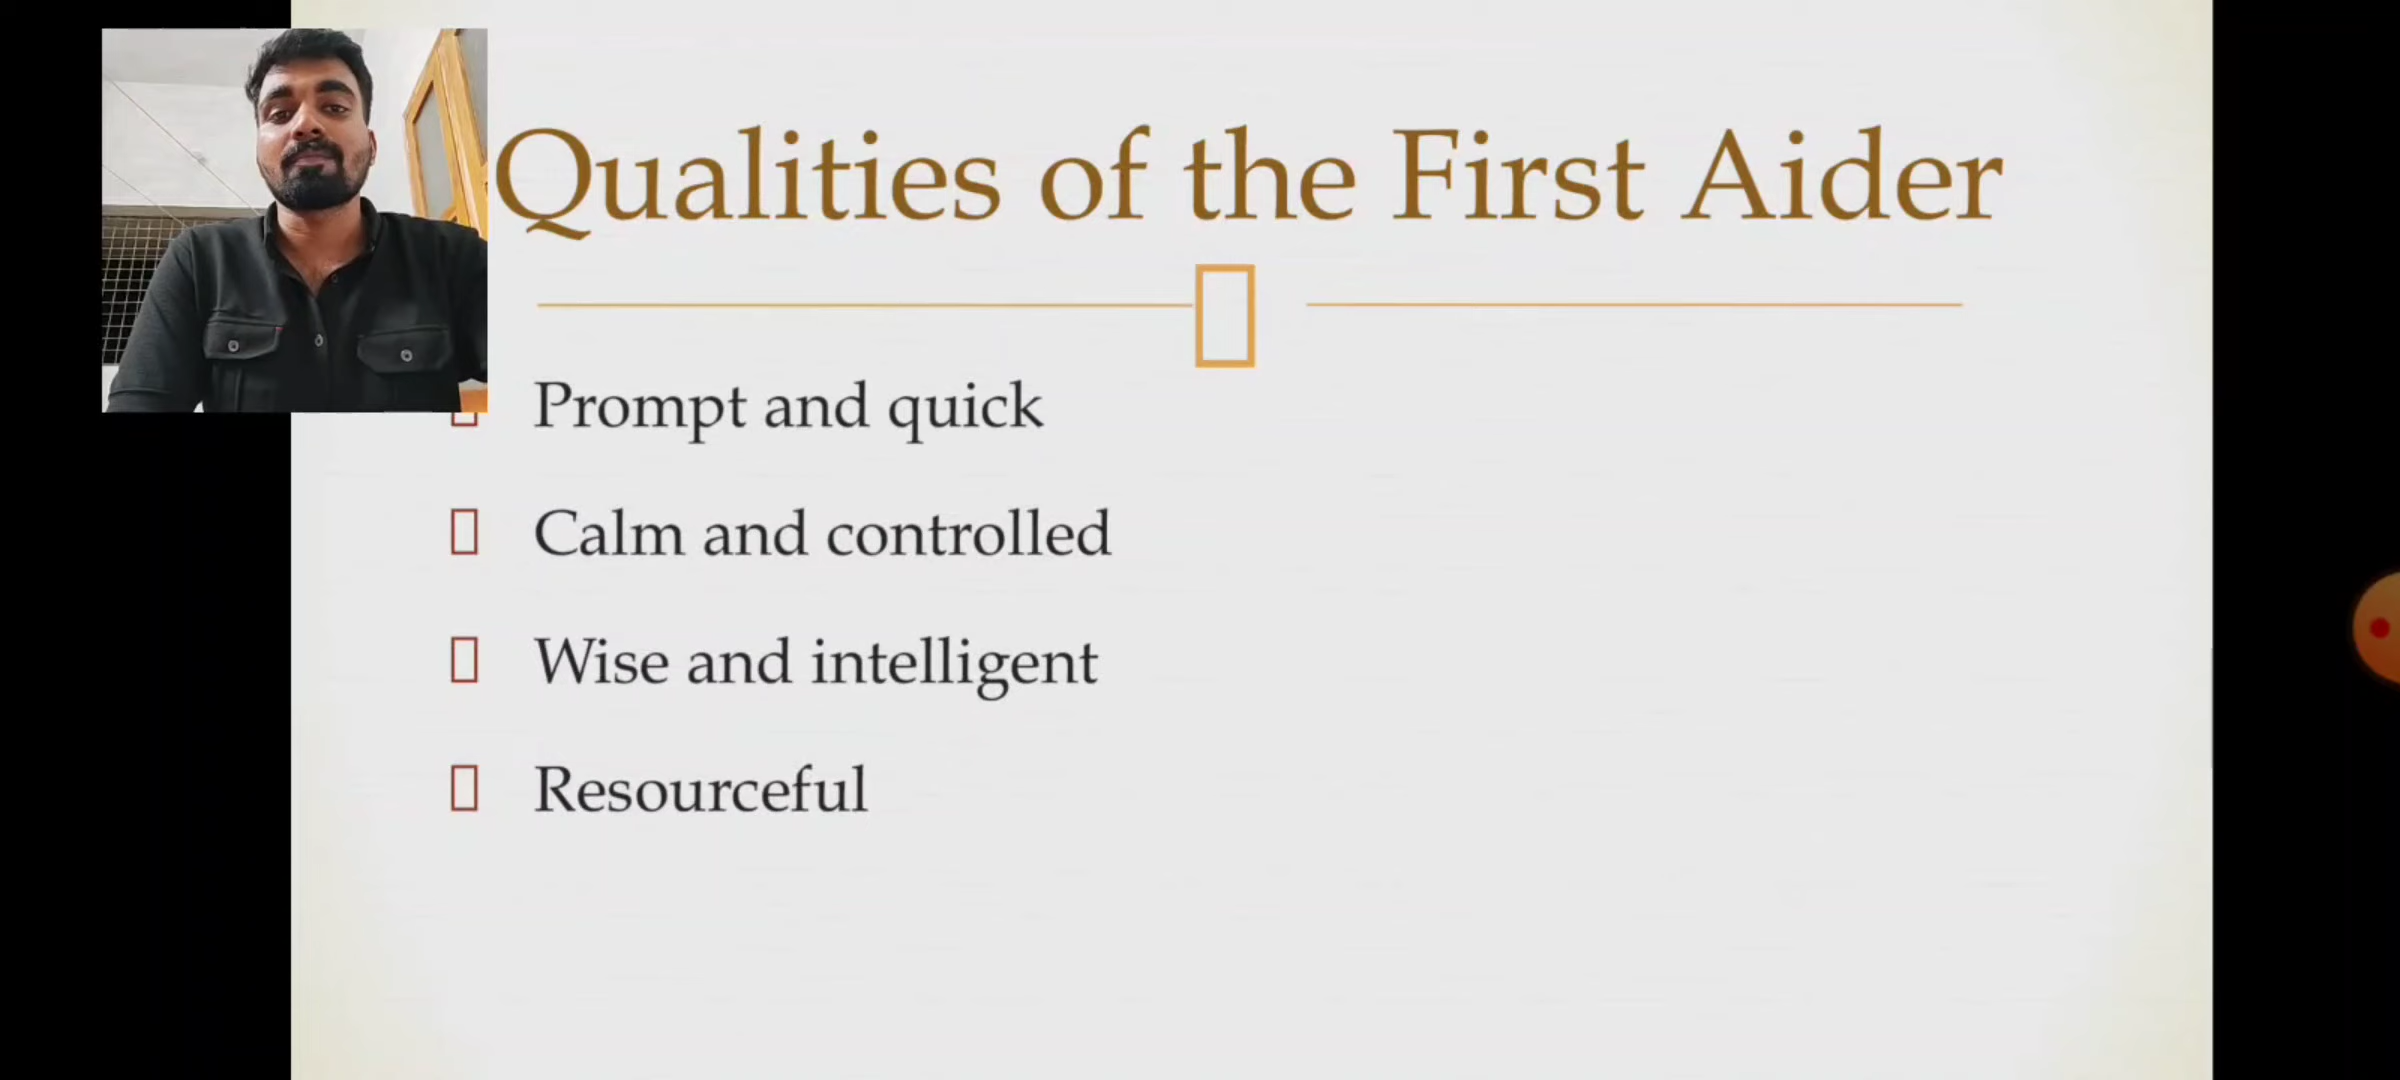 Qualities of the First Aider
Prompt and quick
Calm and controlled
Wise and intelligent
Resourceful